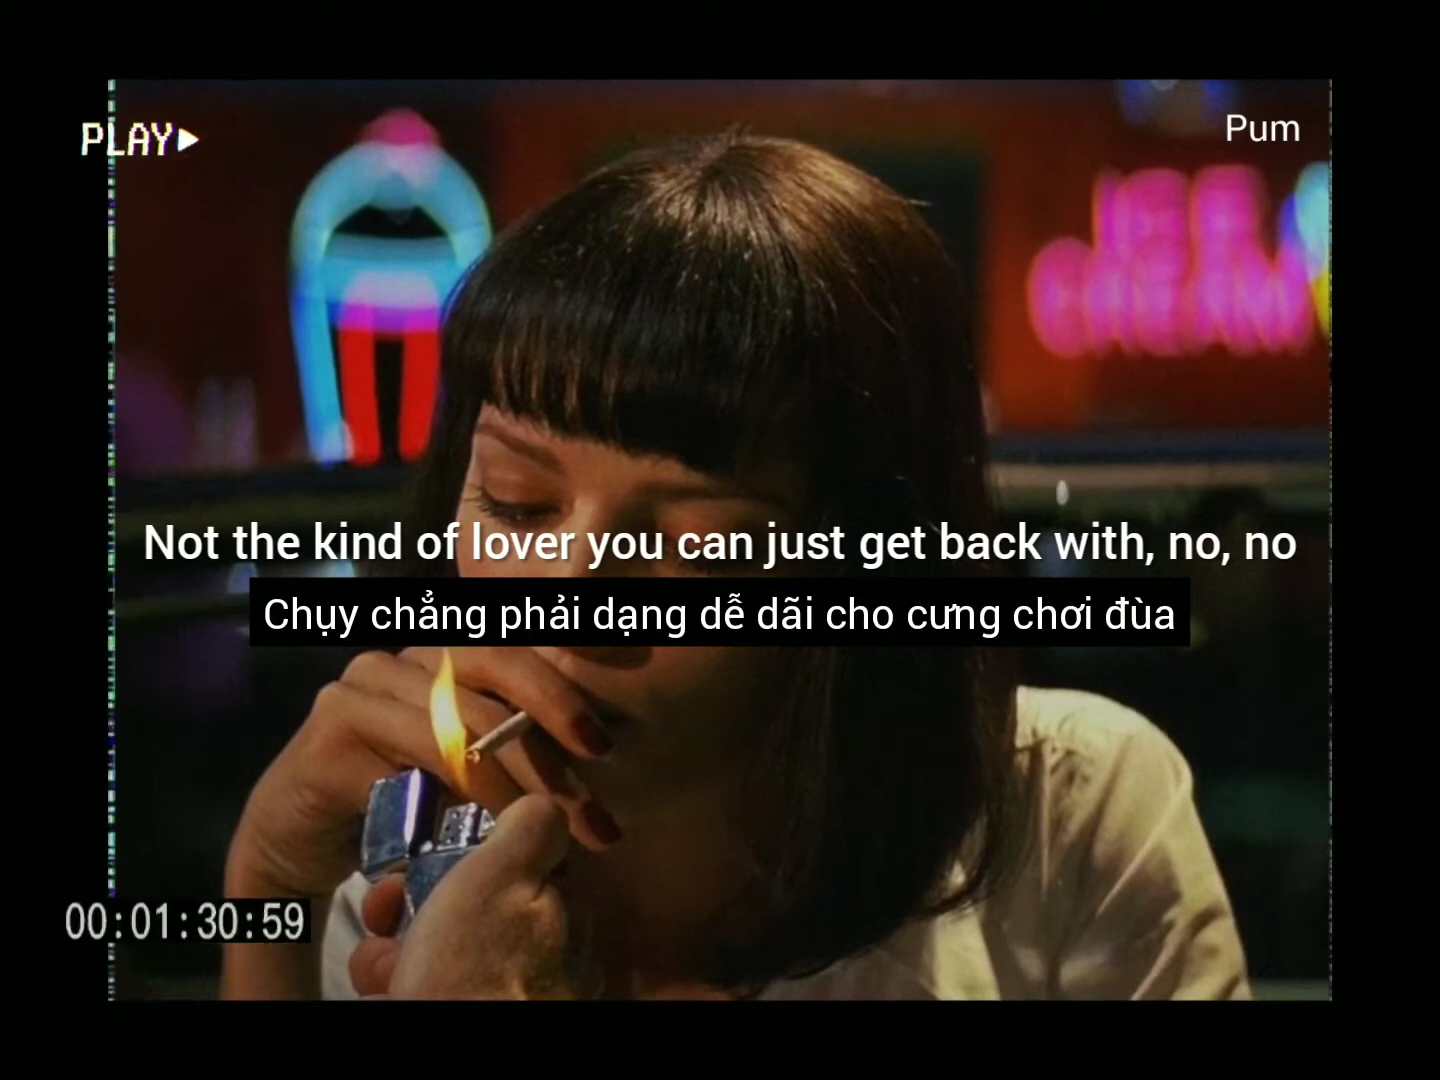 PLAY
Pum
Not the kind of lover you can just get back with, no, no
Chụy chẳng phải dạng dễ dãi cho cưng chơi đùa
00:01:30:59